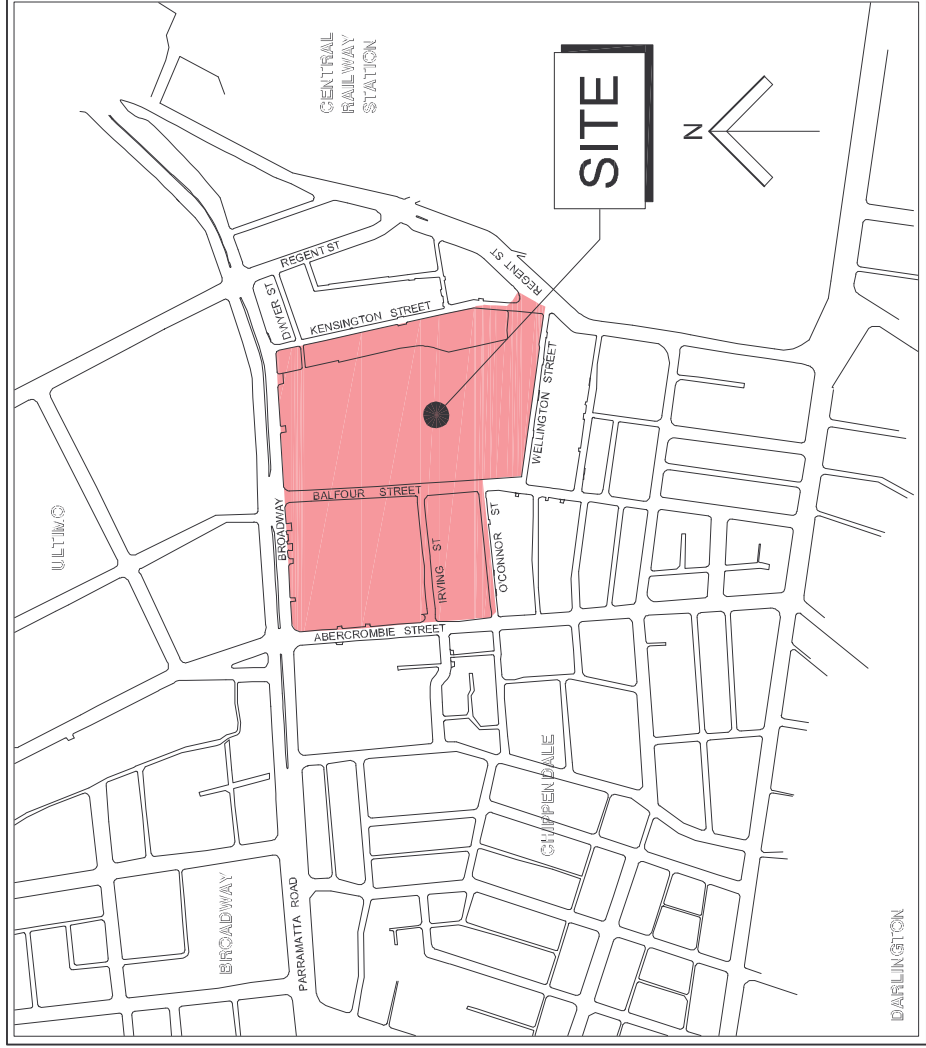 CENTRAL
RAILWAY
STATION
SITE
N
REGENT ST
DWYER ST
KENSINGTON STREET
REGENT ST
WELLINGTON STREET
BALFOUR STREET
BROADWAY
IRVING ST
O'CONNOR ST
ABERCROMBIE STREET
ULTIMO
CHIPPENDALE
BROADWAY
PARRAMATTA ROAD
DARLINGTON